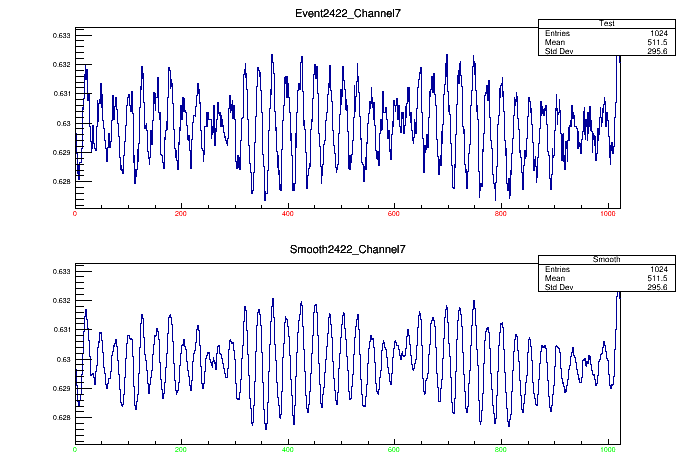 Event2422_Channel7
Test
Entries 1024
Mean 511.5
Std Dev 295.6
0.633
0.632
0.631
0.63
0.629
0.628
0 200 400 600 800 1000
Smooth2422_Channel7
Smooth
Entries 1024
Mean 511.5
Std Dev 295.6
0.633
0.632
0.631
0.63
0.629
0.628
0 200 400 600 800 1000